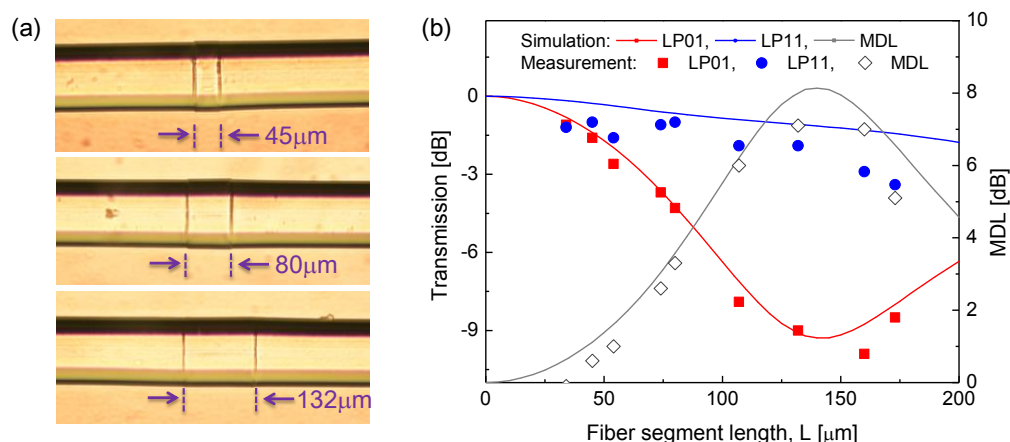 (a)
45μm
80μm
132μm
(b)
Simulation: LP01, LP11, MDL
Measurement: LP01, LP11, MDL
Transmission [dB]
0
-3
-6
-9
MDL [dB]
10
8
6
4
2
0
0 50 100 150 200
Fiber segment length, L [μm]